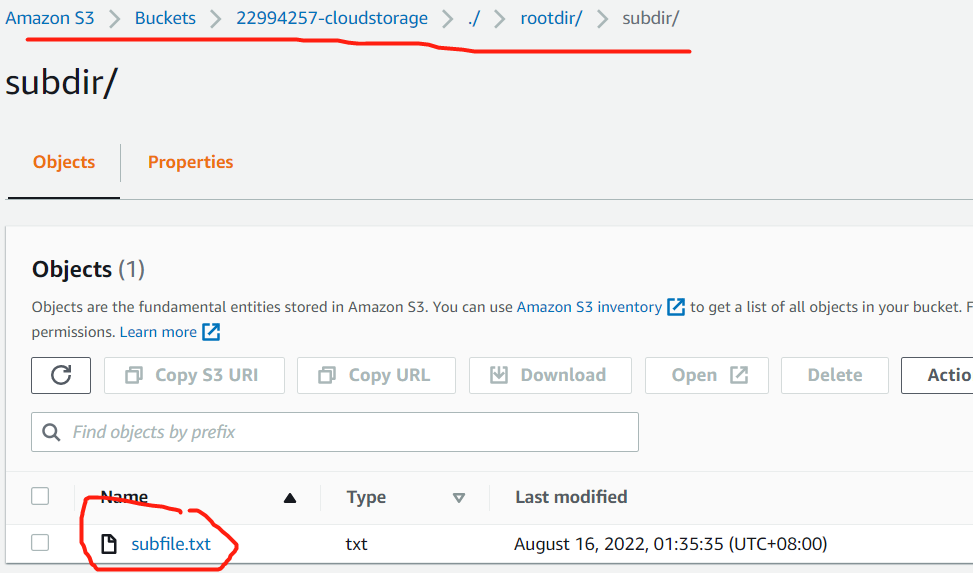 Amazon S3 > Buckets > 22994257-cloudstorage > ./ > rootdir/ > subdir/
subdir/
Objects Properties
Objects (1)
Objects are the fundamental entities stored in Amazon S3. You can use Amazon S3 inventory to get a list of all objects in your bucket. F
permissions. Learn more
Copy S3 URI Copy URL Download Open Delete Actio
Find objects by prefix
Name Type Last modified
subfile.txt txt August 16, 2022, 01:35:35 (UTC+08:00)